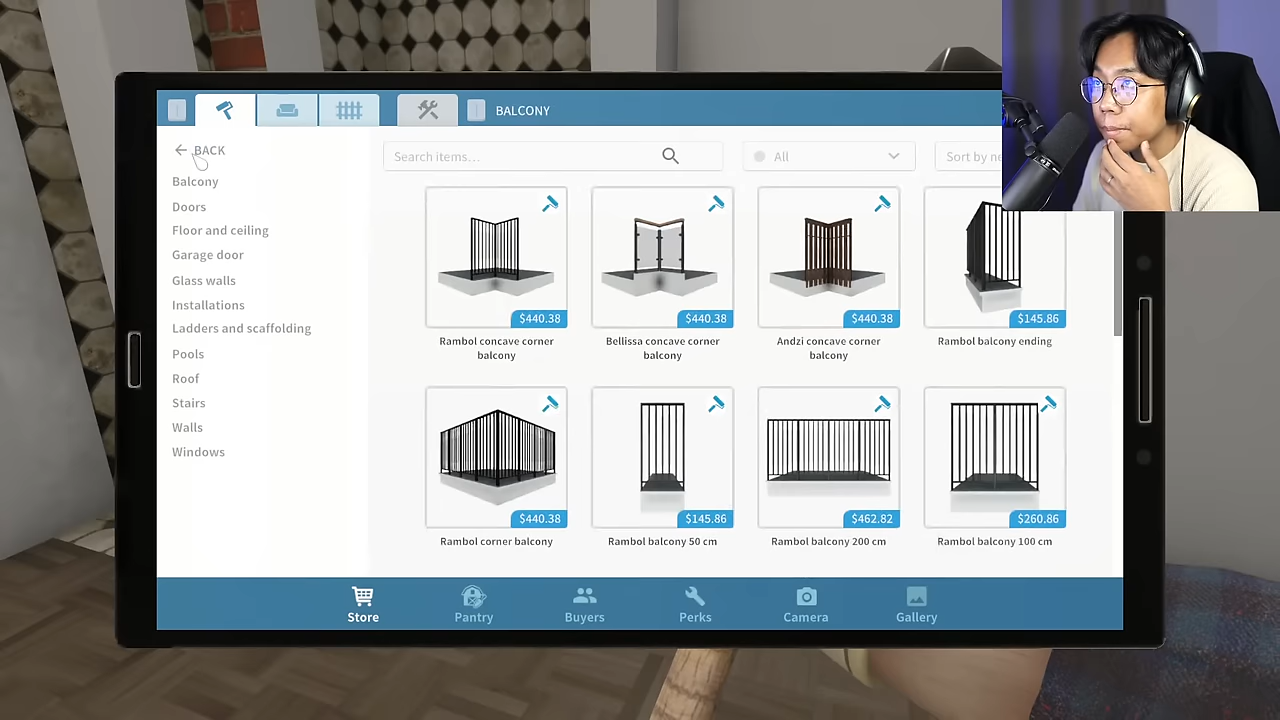 BALCONY
BACK
Balcony
Doors
Floor and ceiling
Garage door
Glass walls
Installations
Ladders and scaffolding
Pools
Roof
Stairs
Walls
Windows
Search items...
All
Sort by
$440.38
$440.38
$440.38
$145.86
Rambol concave corner
balcony
Bellissa concave corner
balcony
Andzi concave corner
balcony
Rambol balcony ending
$440.38
$145.86
$462.82
$260.86
Rambol corner balcony
Rambol balcony 50 cm
Rambol balcony 200 cm
Rambol balcony 100 cm
Store
Pantry
Buyers
Perks
Camera
Gallery